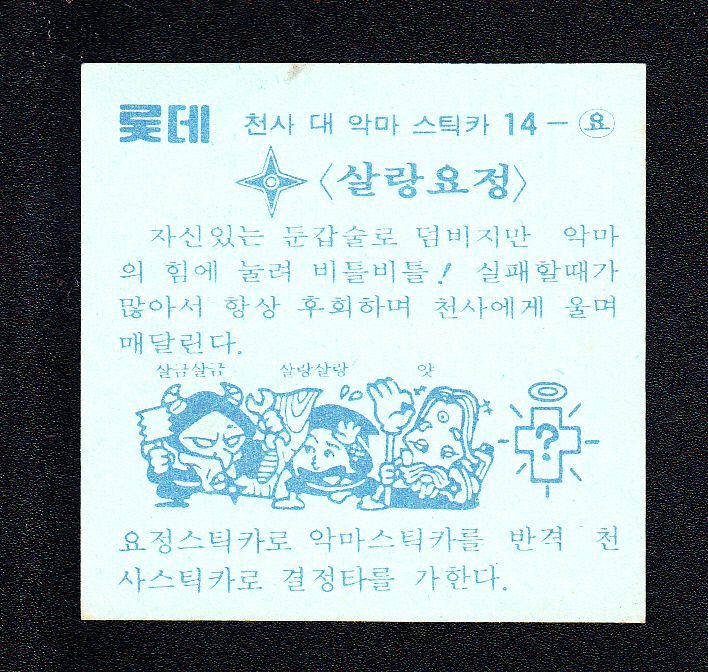 롯데 천사 대 악마 스틱카 14 - 요
〈살랑요정〉
자신있는 둔갑술로 덤비지만 악마
의 힘에 눌려 비틀비틀! 실패할때가
많아서 항상 후회하며 천사에게 울며
매달린다.
살금살금 살랑살랑 얏
?
요정스틱카로 악마스틱카를 반격 천
사스틱카로 결정타를 가한다.